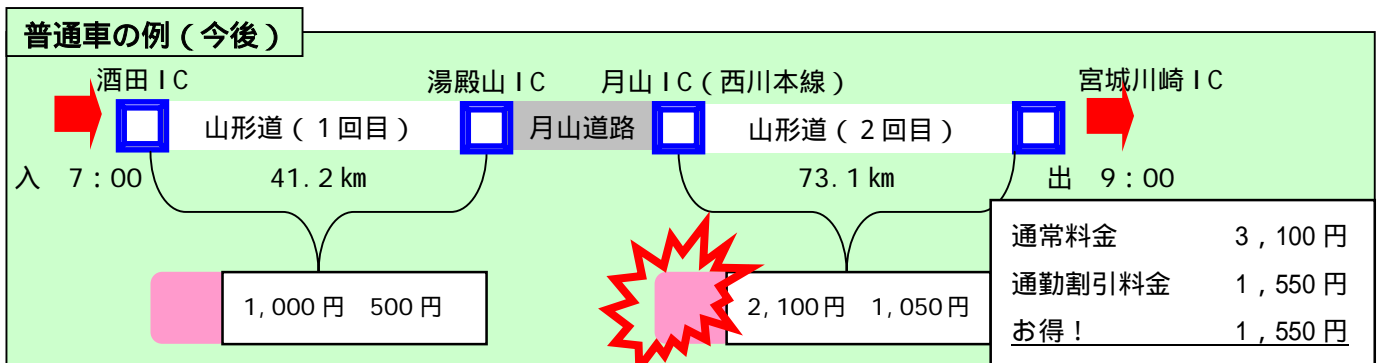 普通車の例（今後）
酒田IC 湯殿山IC 月山IC（西川本線） 宮城川崎IC
山形道（１回目） 月山道路 山形道（２回目）
入 7：00 41.2㎞ 73.1㎞ 出 9：00
1,000円 500円 2,100円 1,050円
通常料金 3，100円
通勤割引料金 1，550円
お得！ 1，550円